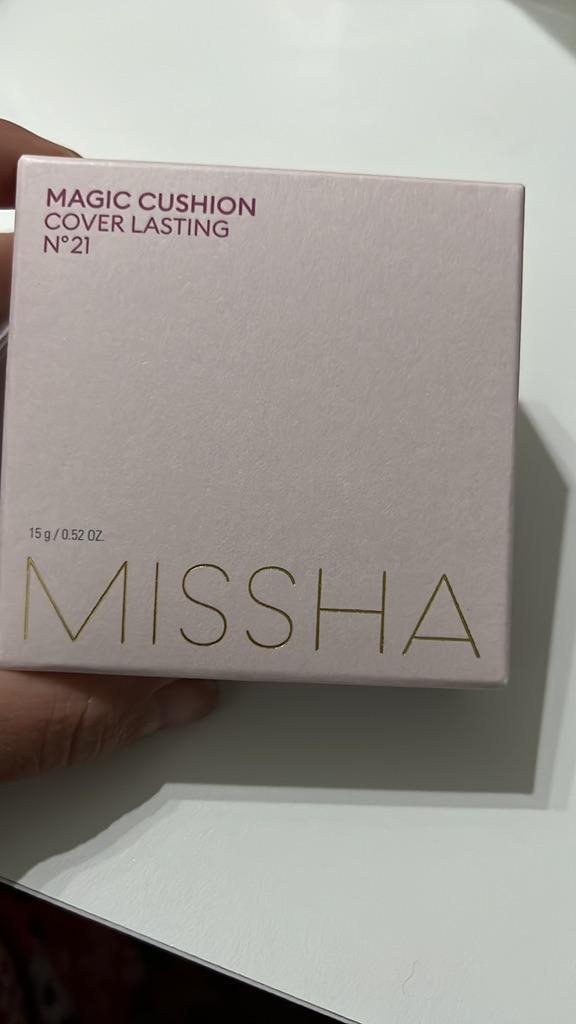 MAGIC CUSHION
COVER LASTING
N°21
15 g / 0.52 OZ.
MISSHA